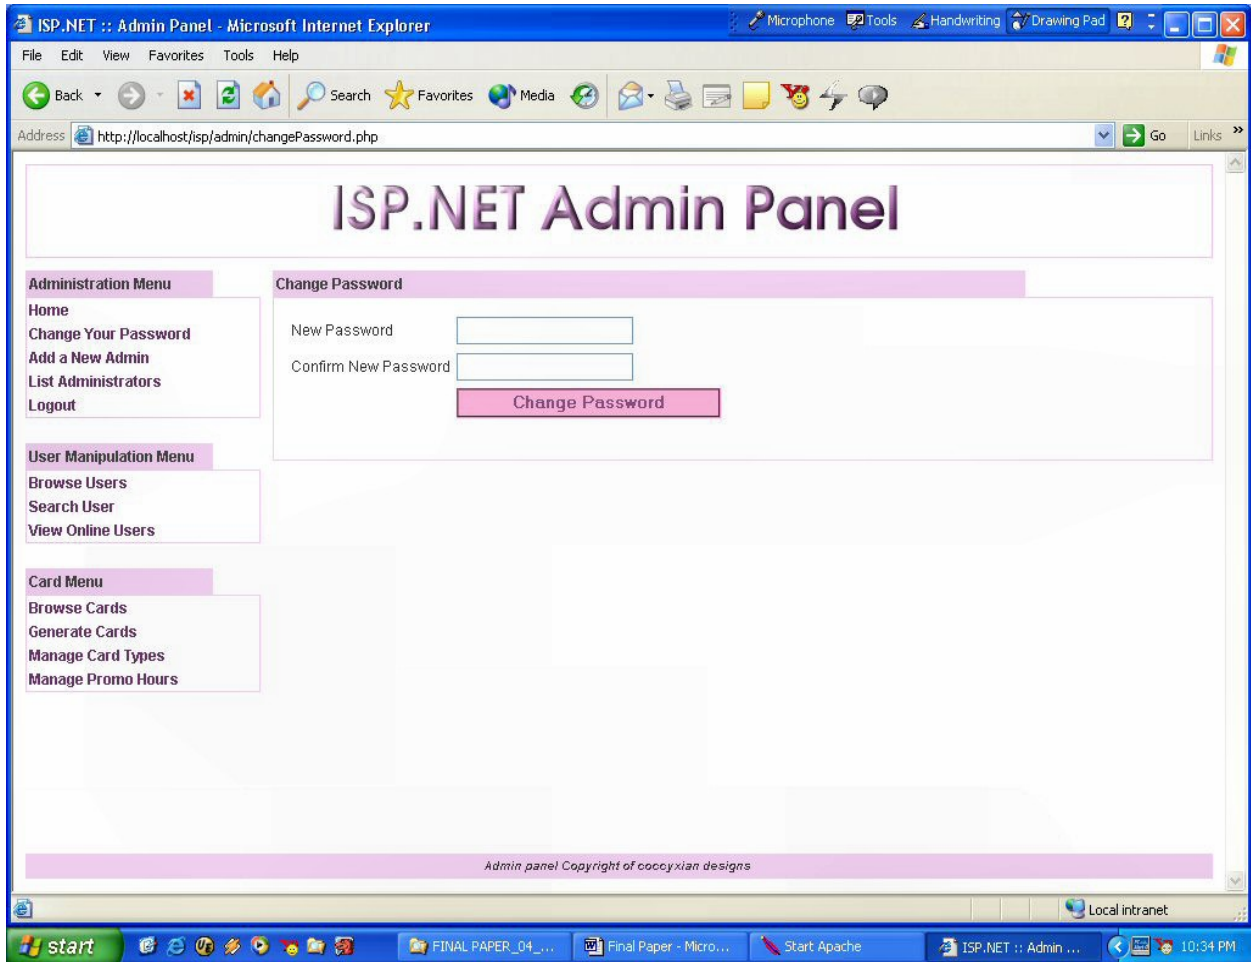 ISP.NET :: Admin Panel - Microsoft Internet Explorer
Microphone Tools Handwriting Drawing Pad
File Edit View Favorites Tools Help
Back Search Favorites Media
Address http://localhost/isp/admin/changePassword.php Go Links »
ISP.NET Admin Panel
Administration Menu
Home
Change Your Password
Add a New Admin
List Administrators
Logout
User Manipulation Menu
Browse Users
Search User
View Online Users
Card Menu
Browse Cards
Generate Cards
Manage Card Types
Manage Promo Hours
Change Password
New Password
Confirm New Password
Change Password
Admin panel Copyright of coccyxian designs
Local intranet
start FINAL PAPER_04_... Final Paper - Micro... Start Apache ISP.NET :: Admin ... 10:34 PM